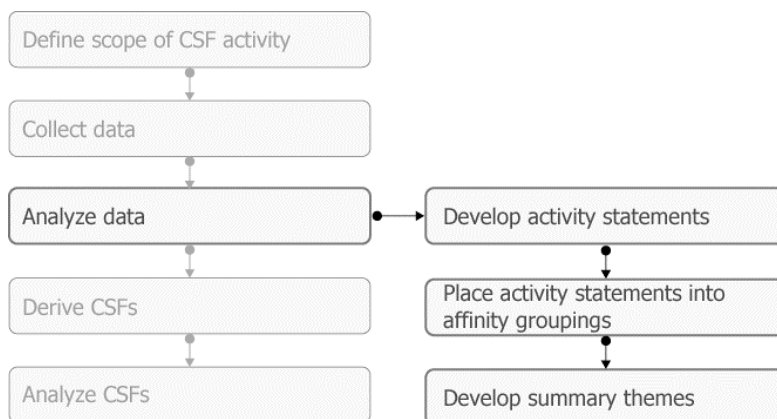 Define scope of CSF activity
Collect data
Analyze data
Develop activity statements
Derive CSFs
Place activity statements into
affinity groupings
Analyze CSFs
Develop summary themes